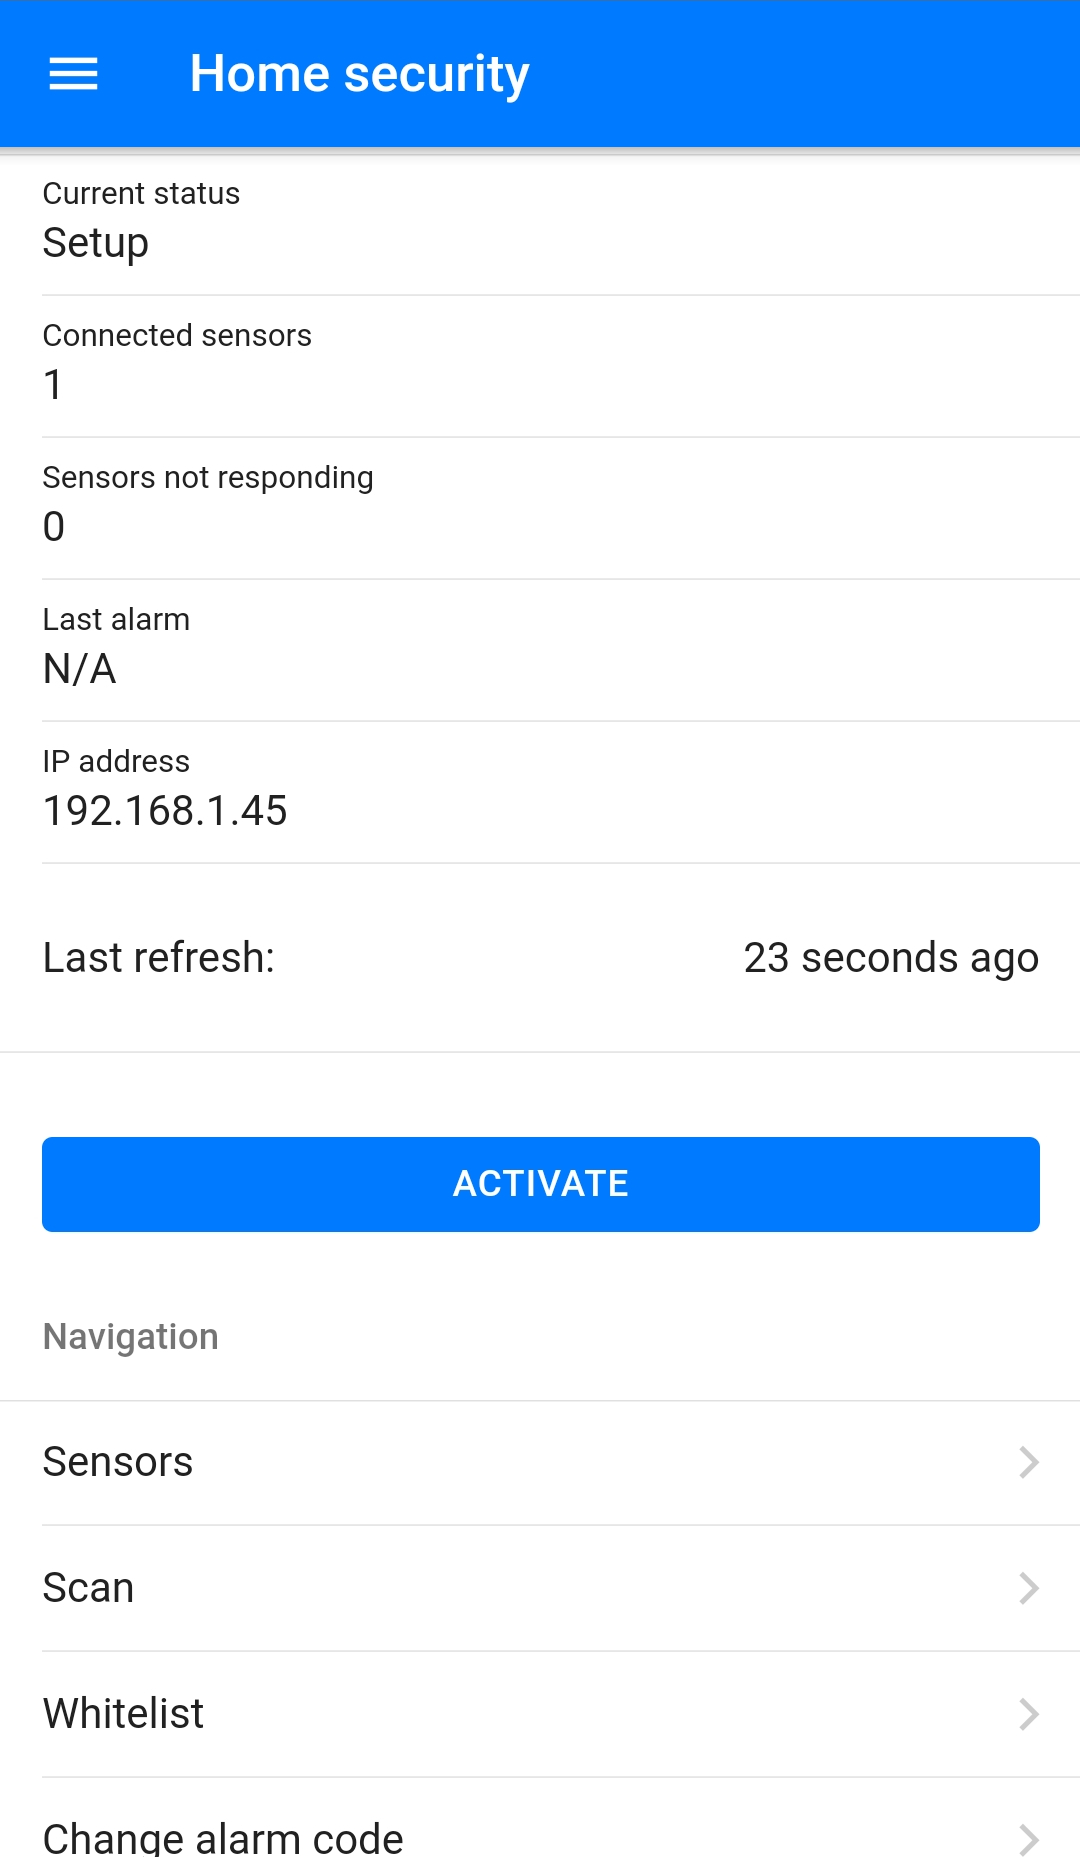 Home security
Current status
Setup
Connected sensors
1
Sensors not responding
0
Last alarm
N/A
IP address
192.168.1.45
Last refresh: 23 seconds ago
ACTIVATE
Navigation
Sensors
Scan
Whitelist
Change alarm code